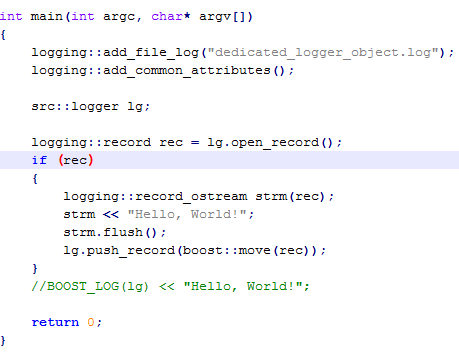 int main(int argc, char* argv[])
{
    logging::add_file_log("dedicated_logger_object.log");
    logging::add_common_attributes();

    src::logger lg;

    logging::record rec = lg.open_record();
    if (rec)
    {
        logging::record_ostream strm(rec);
        strm << "Hello, World!";
        strm.flush();
        lg.push_record(boost::move(rec));
    }
    //BOOST_LOG(lg) << "Hello, World!";

    return 0;
}